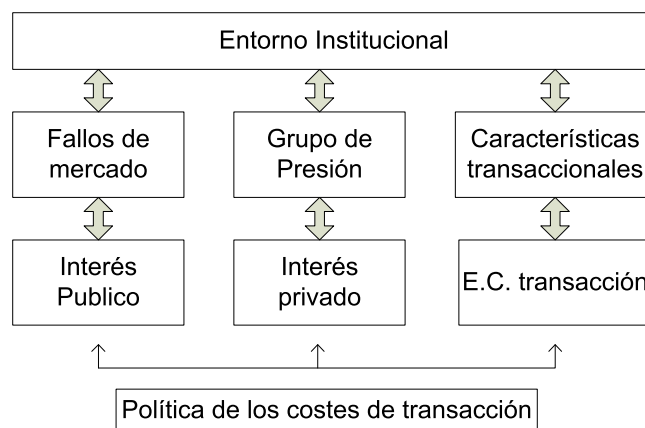 Entorno Institucional
Fallos de
mercado
Grupo de
Presión
Características
transaccionales
Interés
Publico
Interés
privado
E.C. transacción
Política de los costes de transacción